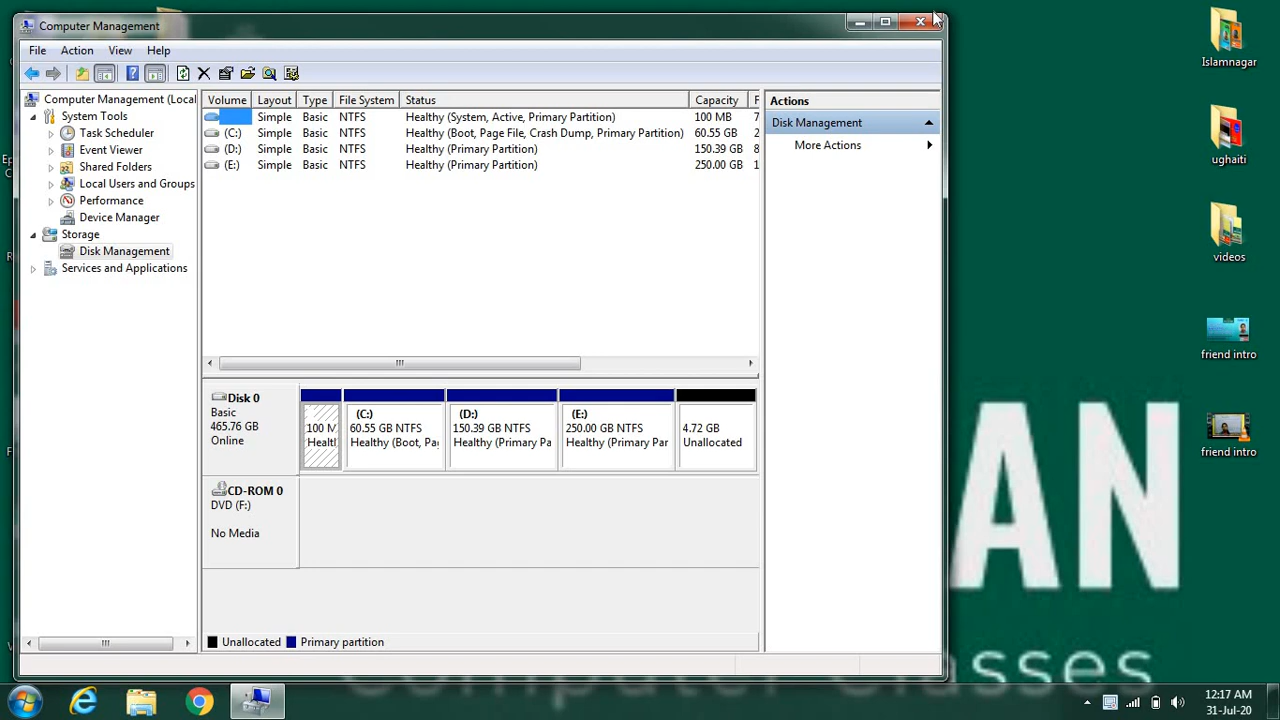 Computer Management
File Action View Help
Computer Management (Local
System Tools
Task Scheduler
Event Viewer
Shared Folders
Local Users and Groups
Performance
Device Manager
Storage
Disk Management
Services and Applications
Volume Layout Type File System Status Capacity F
Simple Basic NTFS Healthy (System, Active, Primary Partition) 100 MB 7
(C:) Simple Basic NTFS Healthy (Boot, Page File, Crash Dump, Primary Partition) 60.55 GB 2
(D:) Simple Basic NTFS Healthy (Primary Partition) 150.39 GB 8
(E:) Simple Basic NTFS Healthy (Primary Partition) 250.00 GB 1
Disk 0
Basic
465.76 GB
Online
100 M
Healtl
(C:)
60.55 GB NTFS
Healthy (Boot, Pa
(D:)
150.39 GB NTFS
Healthy (Primary Pa
(E:)
250.00 GB NTFS
Healthy (Primary Par
4.72 GB
Unallocated
CD-ROM 0
DVD (F:)
No Media
Unallocated Primary partition
Actions
Disk Management
More Actions
Islamnagar
ughaiti
videos
friend intro
friend intro
AN
sses
12:17 AM
31-Jul-20